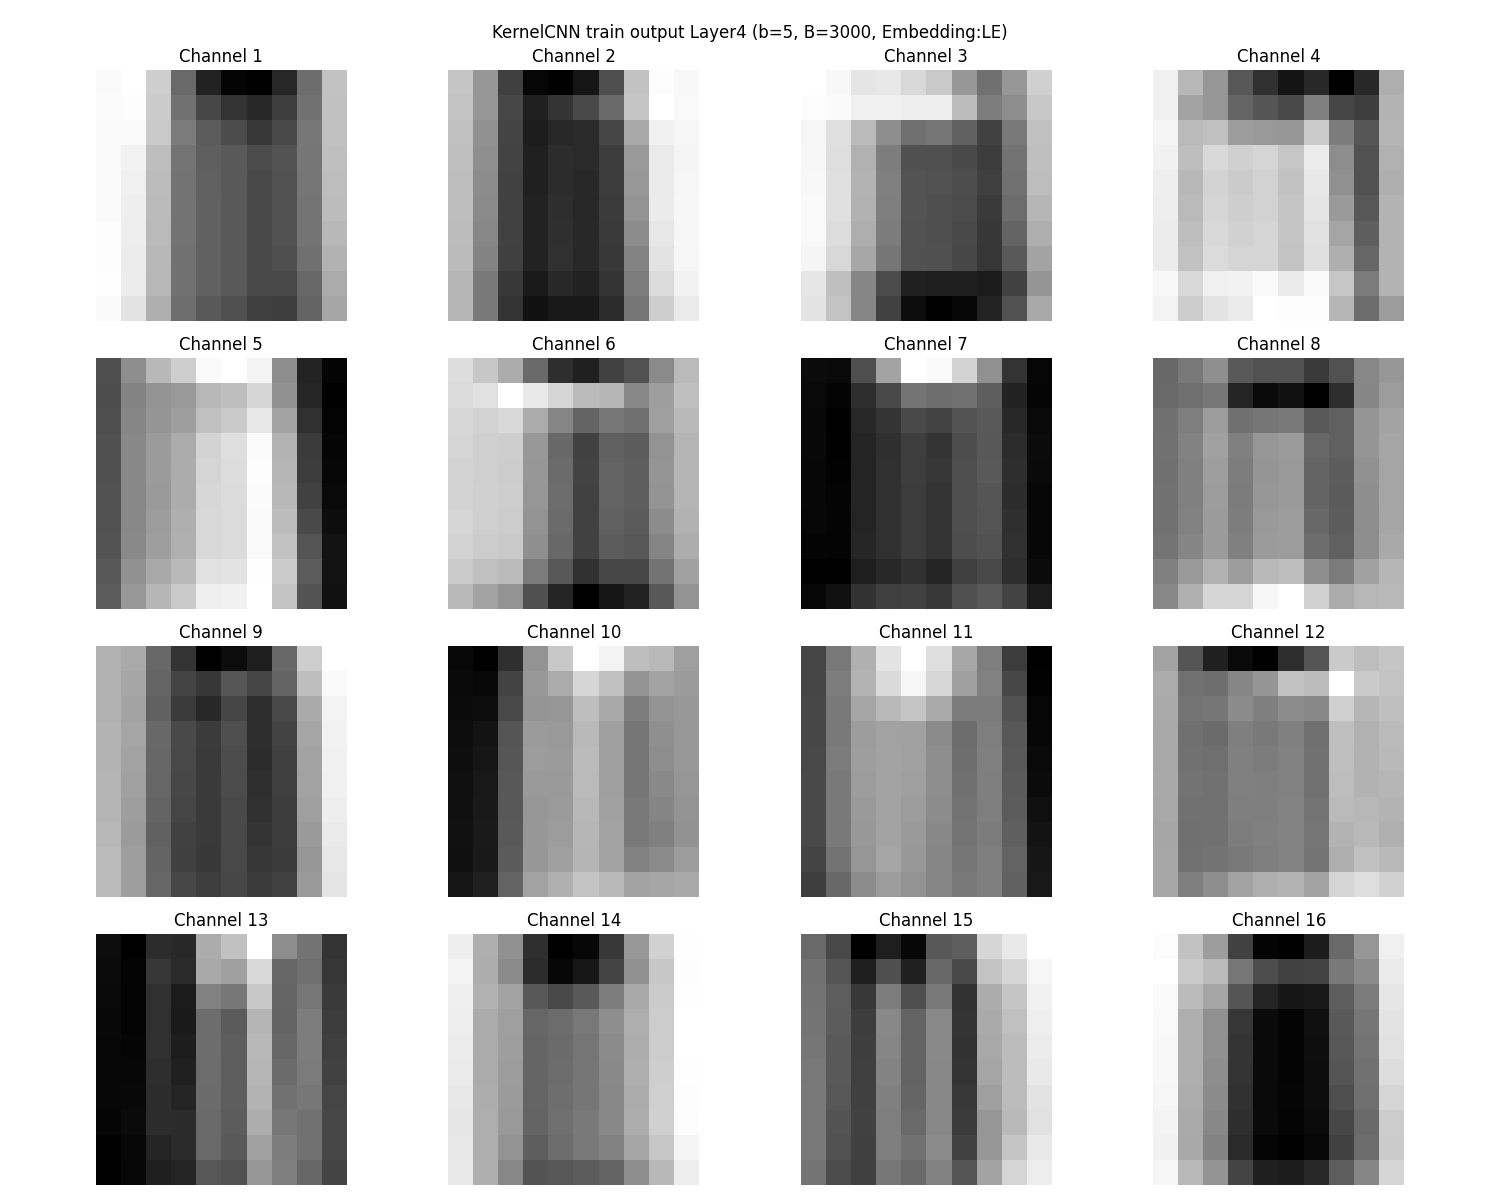 KernelCNN train output Layer4 (b=5, B=3000, Embedding:LE)
Channel 1 Channel 2 Channel 3 Channel 4
Channel 5 Channel 6 Channel 7 Channel 8
Channel 9 Channel 10 Channel 11 Channel 12
Channel 13 Channel 14 Channel 15 Channel 16